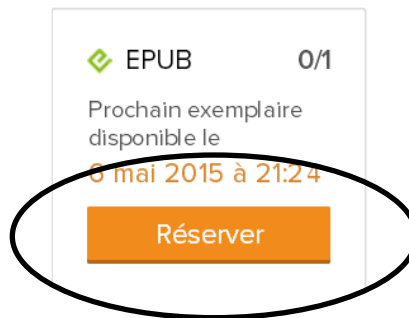 EPUB 0/1
Prochain exemplaire
disponible le
6 mai 2015 à 21:24
Réserver